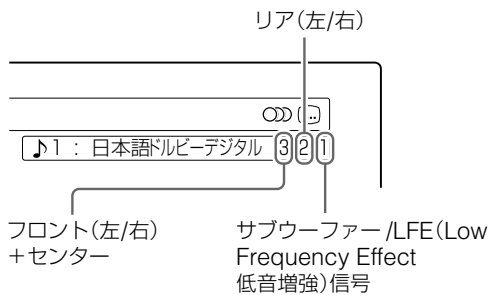 リア（左/右）
♪1 : 日本語ドルビーデジタル 3 2 1
フロント（左/右）
＋センター
サブウーファー/LFE（Low
Frequency Effect
低音増強）信号